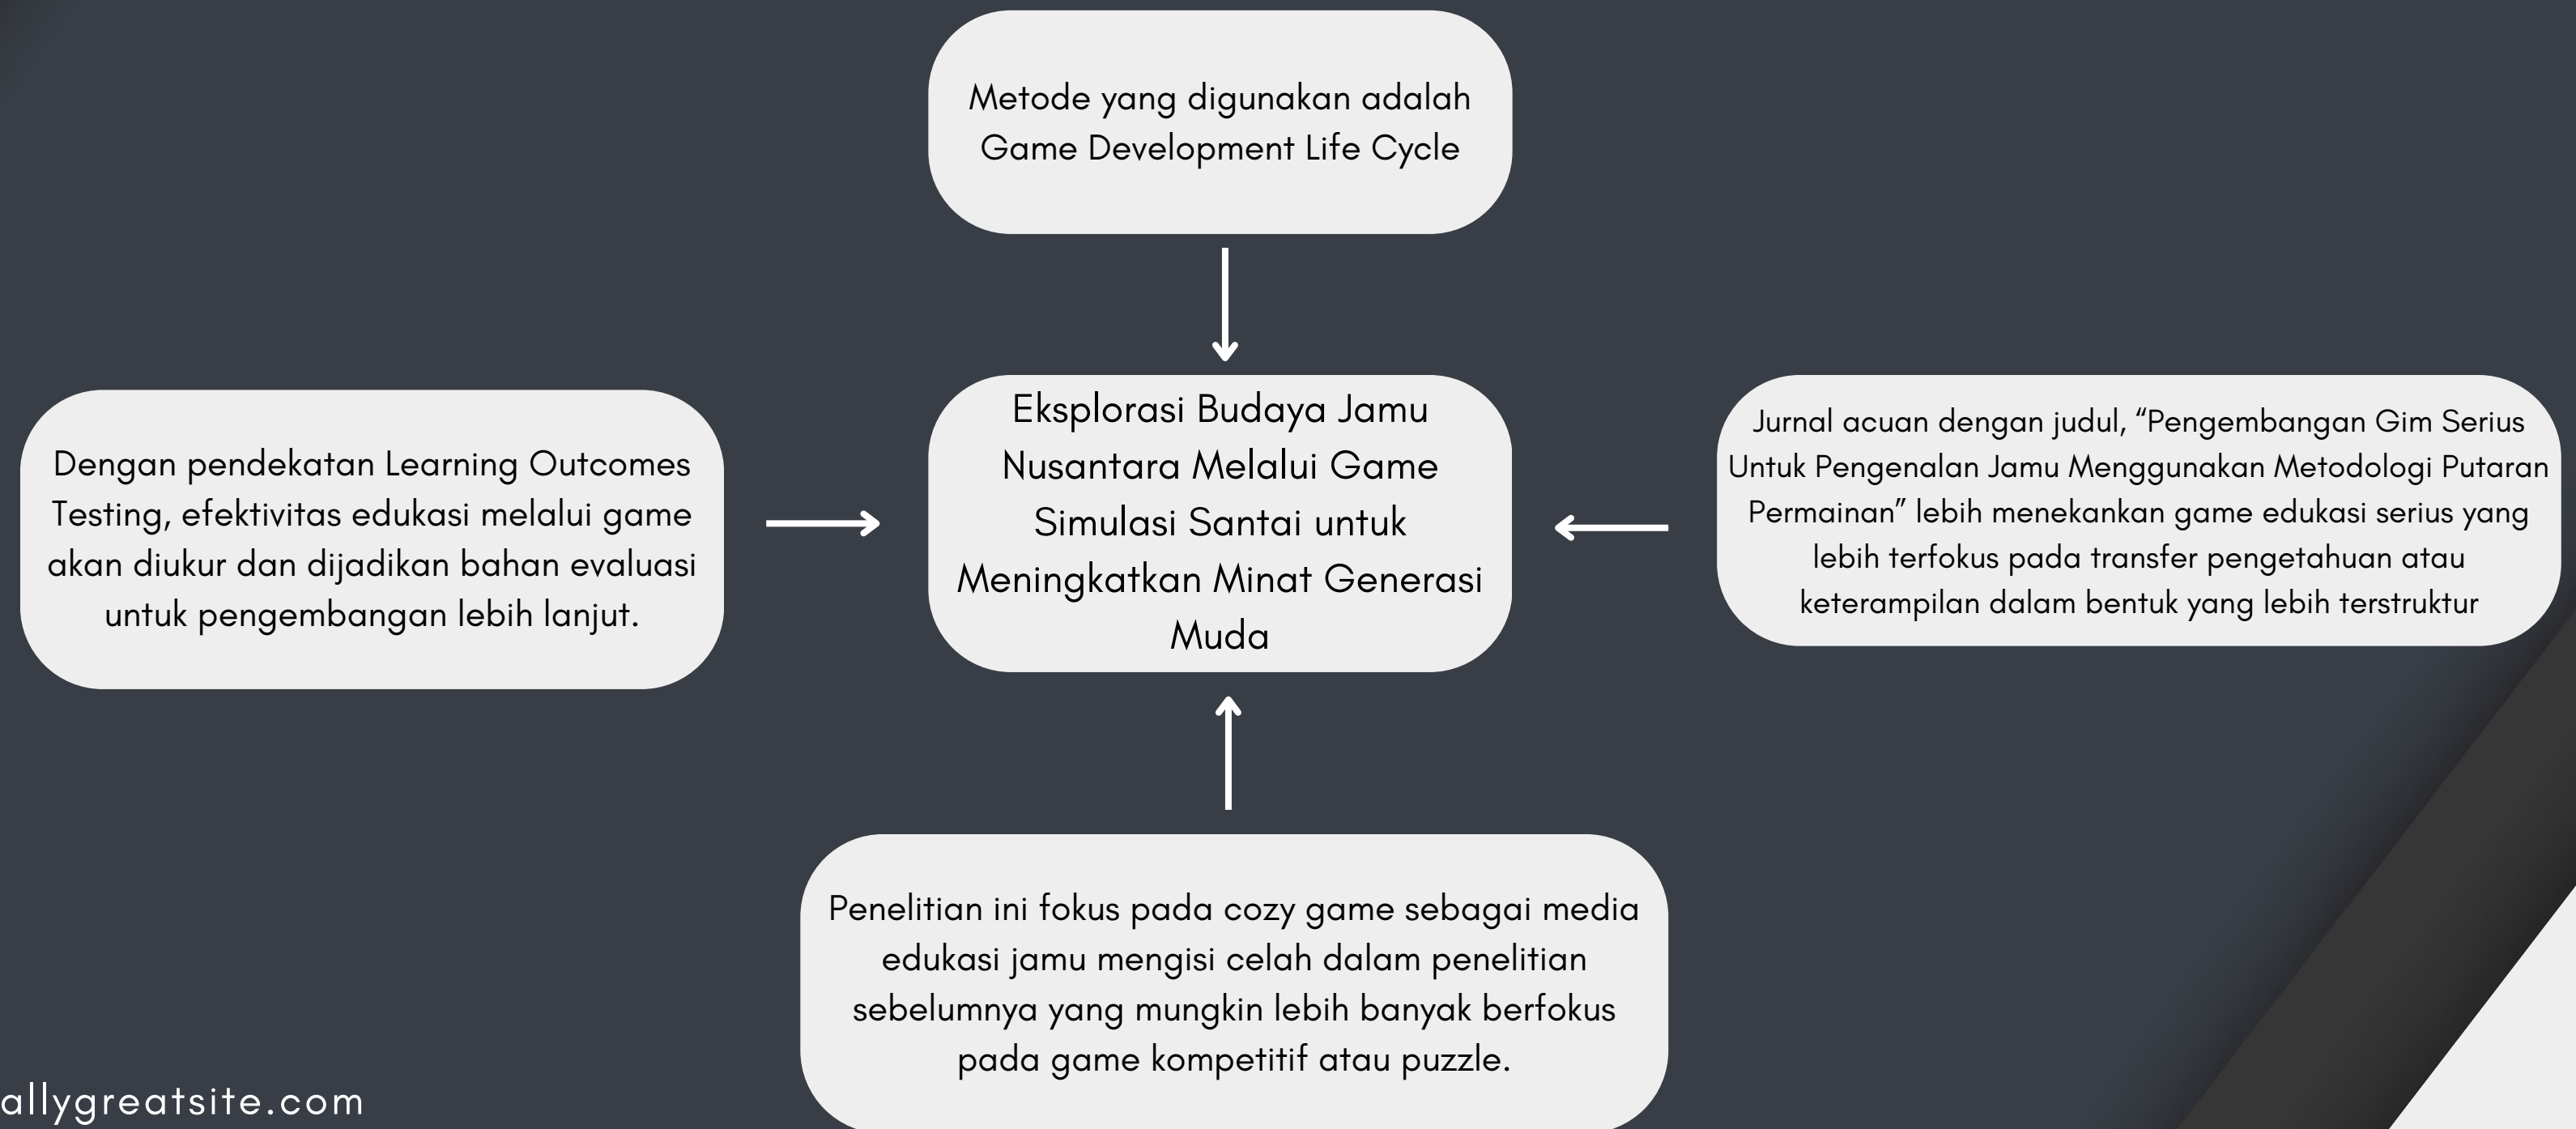 Metode yang digunakan adalah
Game Development Life Cycle
Dengan pendekatan Learning Outcomes
Testing, efektivitas edukasi melalui game
akan diukur dan dijadikan bahan evaluasi
untuk pengembangan lebih lanjut.
Eksplorasi Budaya Jamu
Nusantara Melalui Game
Simulasi Santai untuk
Meningkatkan Minat Generasi
Muda
Jurnal acuan dengan judul, “Pengembangan Gim Serius
Untuk Pengenalan Jamu Menggunakan Metodologi Putaran
Permainan” lebih menekankan game edukasi serius yang
lebih terfokus pada transfer pengetahuan atau
keterampilan dalam bentuk yang lebih terstruktur
Penelitian ini fokus pada cozy game sebagai media
edukasi jamu mengisi celah dalam penelitian
sebelumnya yang mungkin lebih banyak berfokus
pada game kompetitif atau puzzle.
allygreatsite.com